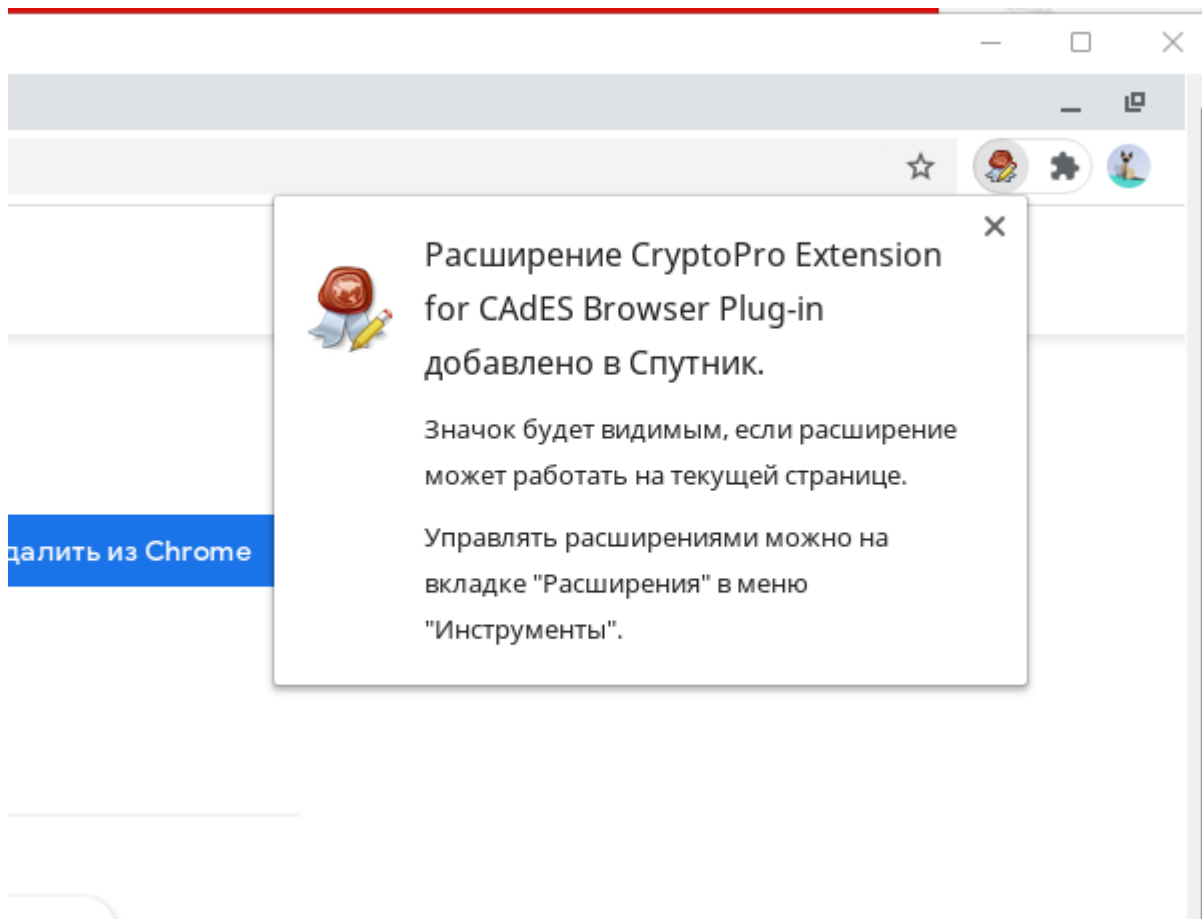 Расширение CryptoPro Extension
for CAdES Browser Plug-in
добавлено в Спутник.
Значок будет видимым, если расширение
может работать на текущей странице.
далить из Chrome
Управлять расширениями можно на
вкладке "Расширения" в меню
"Инструменты".